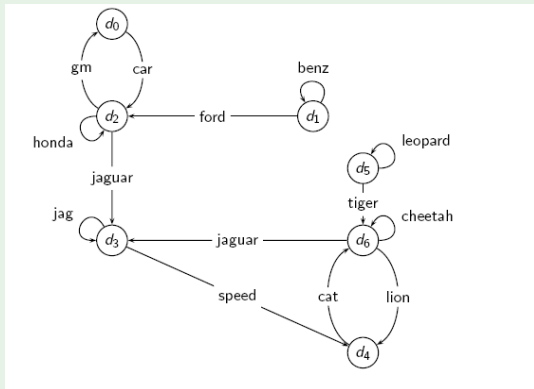 d0
gm
car
benz
d2
ford
d1
honda
leopard
d5
jaguar
tiger
cheetah
jag
d3
jaguar
d6
speed
cat
lion
d4